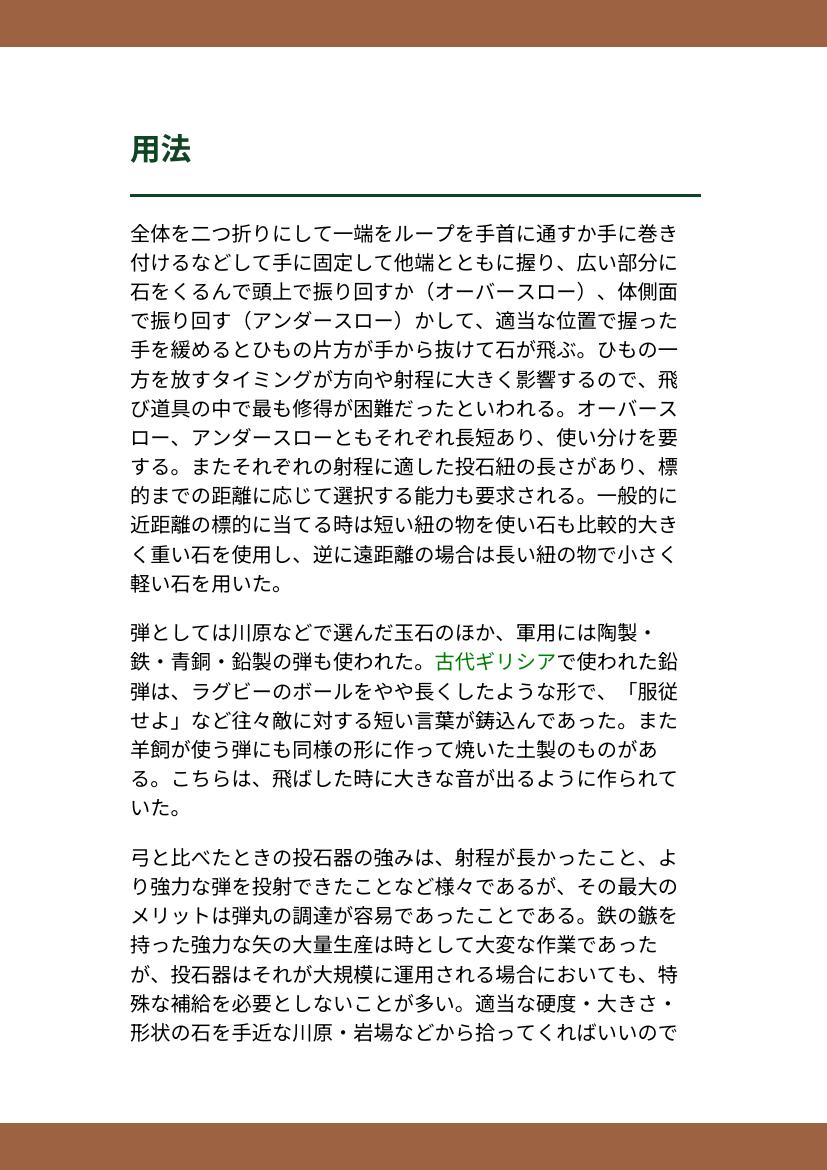 用法
全体を二つ折りにして一端をループを手首に通すか手に巻き
付けるなどして手に固定して他端とともに握り、広い部分に
石をくるんで頭上で振り回すか（オーバースロー）、体側面
で振り回す（アンダースロー）かして、適当な位置で握った
手を緩めるとひもの片方が手から抜けて石が飛ぶ。ひもの一
方を放すタイミングが方向や射程に大きく影響するので、飛
び道具の中で最も修得が困難だったといわれる。オーバース
ロー、アンダースローともそれぞれ長短あり、使い分けを要
する。またそれぞれの射程に適した投石紐の長さがあり、標
的までの距離に応じて選択する能力も要求される。一般的に
近距離の標的に当てる時は短い紐の物を使い石も比較的大き
く重い石を使用し、逆に遠距離の場合は長い紐の物で小さく
軽い石を用いた。
弾としては川原などで選んだ玉石のほか、軍用には陶製・
鉄・青銅・鉛製の弾も使われた。古代ギリシアで使われた鉛
弾は、ラグビーのボールをやや長くしたような形で、「服従
せよ」など往々敵に対する短い言葉が鋳込んであった。また
羊飼が使う弾にも同様の形に作って焼いた土製のものがあ
る。こちらは、飛ばした時に大きな音が出るように作られて
いた。
弓と比べたときの投石器の強みは、射程が長かったこと、よ
り強力な弾を投射できたことなど様々であるが、その最大の
メリットは弾丸の調達が容易であったことである。鉄の鏃を
持った強力な矢の大量生産は時として大変な作業であった
が、投石器はそれが大規模に運用される場合においても、特
殊な補給を必要としないことが多い。適当な硬度・大きさ・
形状の石を手近な川原・岩場などから拾ってくればいいので